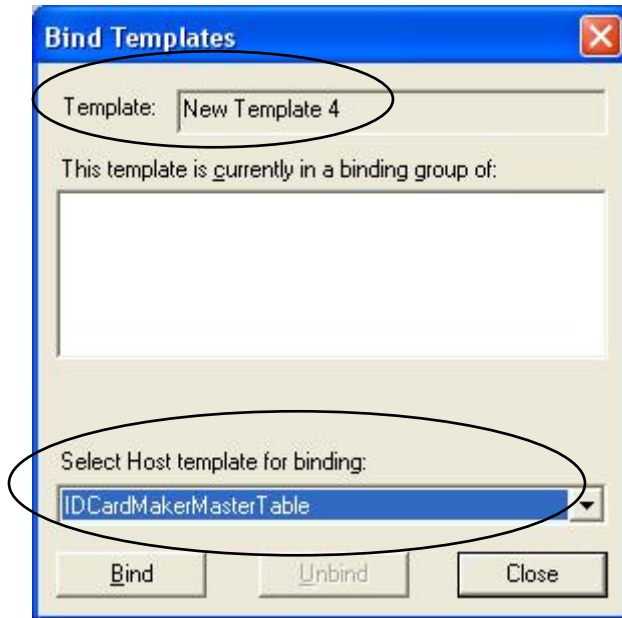 Bind Templates
Template: New Template 4
This template is currently in a binding group of:
Select Host template for binding:
IDCardMakerMasterTable
Bind Unbind Close